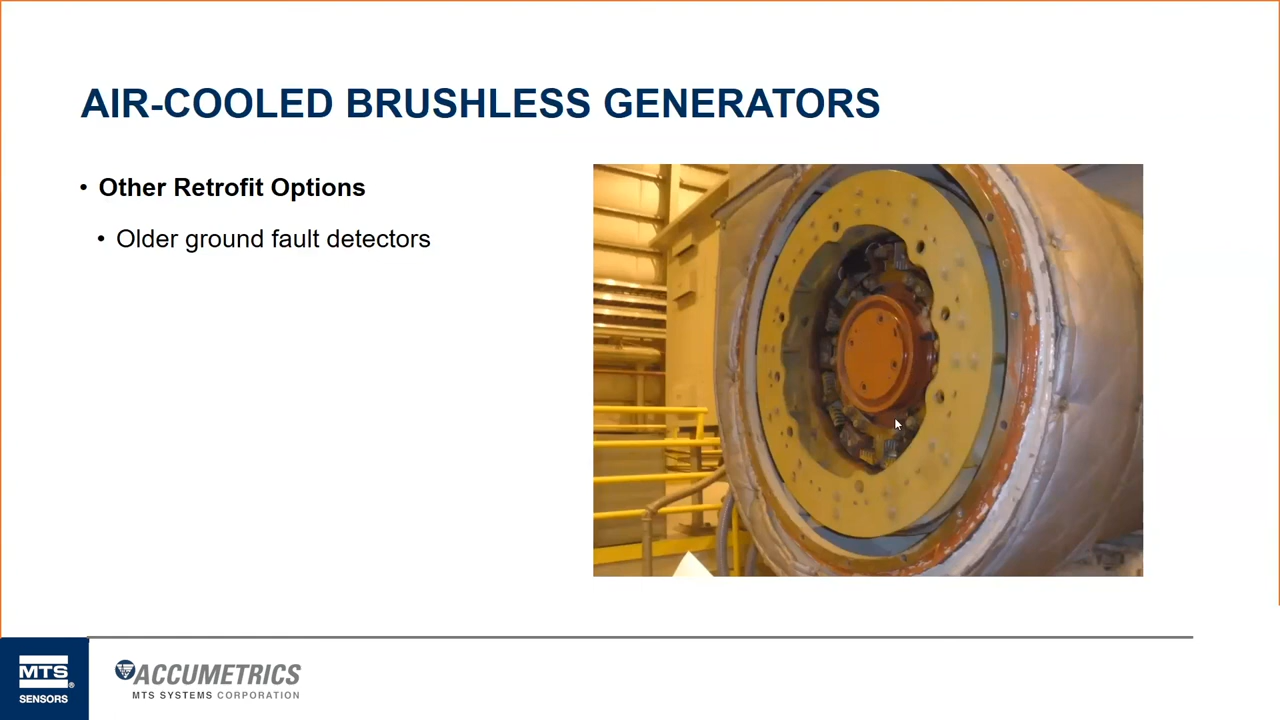 AIR-COOLED BRUSHLESS GENERATORS
• Other Retrofit Options
• Older ground fault detectors
MTS®
SENSORS
ACCUMETRICS
MTS SYSTEMS CORPORATION